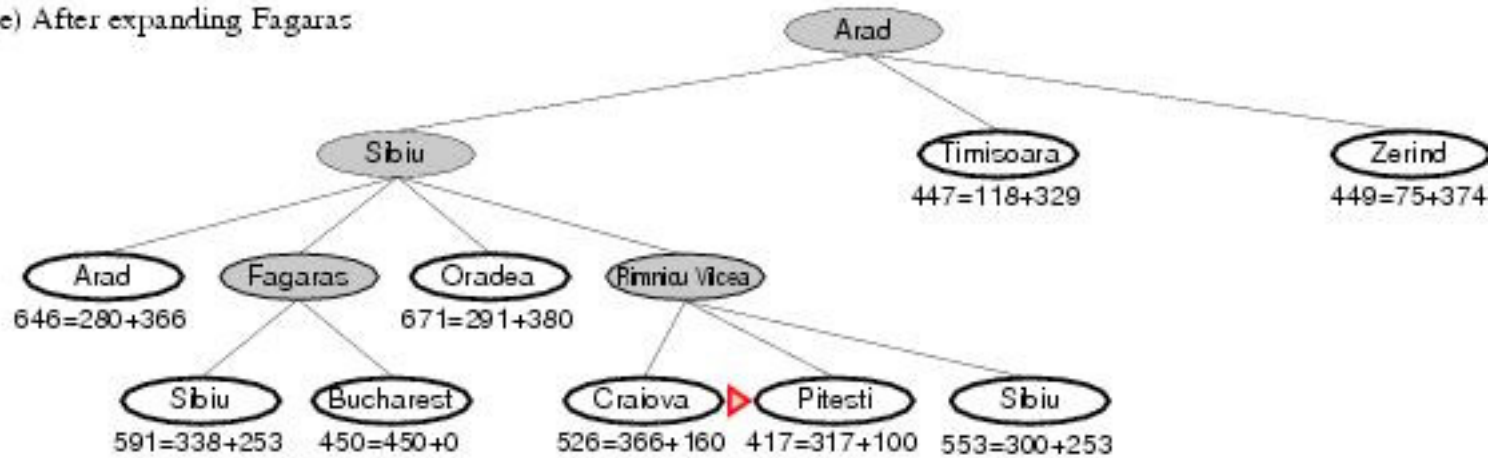 e) After expanding Fagaras
Arad
Sibiu
Timisoara
Zerind
447=118+329
449=75+374
Arad
Fagaras
Oradea
Rimnicu Vilcea
646=280+366
671=291+380
Sibiu
Bucharest
Craiova
Pitesti
Sibiu
591=338+253
450=450+0
526=366+160
417=317+100
553=300+253